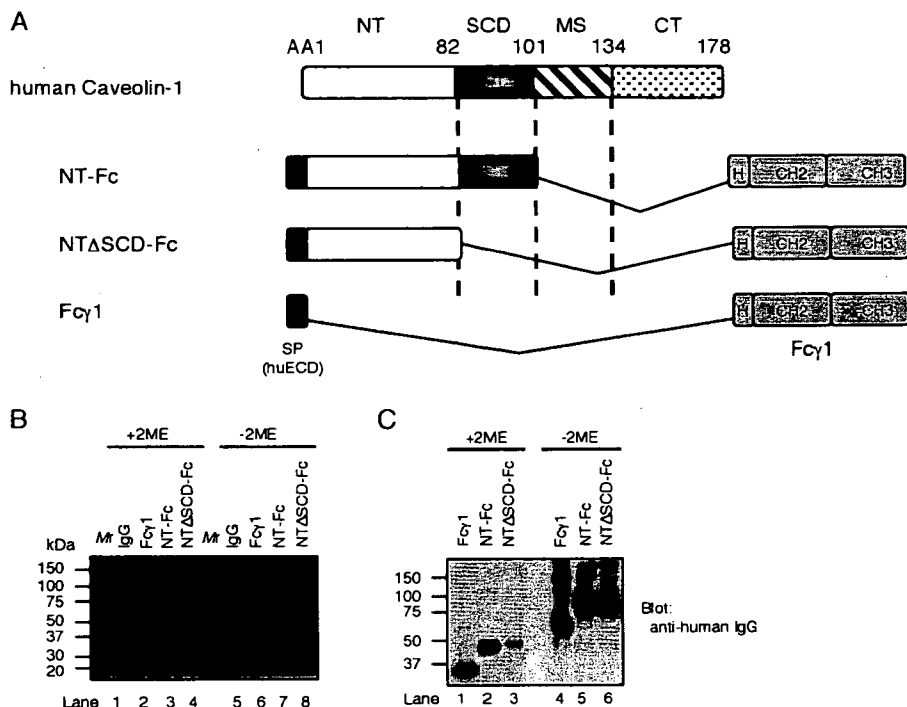 A
NT SCD MS CT
AA1 82 101 134 178
human Caveolin-1
NT-Fc
H CH2 CH3
NTΔSCD-Fc
H CH2 CH3
Fcγ1
H CH2 CH3
SP
(huECD)
Fcγ1
B
+2ME -2ME
Mr IgG Fcγ1 NT-Fc NTΔSCD-Fc Mr IgG Fcγ1 NT-Fc NTΔSCD-Fc
kDa
150
100
75
50
37
20
Lane 1 2 3 4 5 6 7 8
C
+2ME -2ME
Fcγ1 NT-Fc NTΔSCD-Fc Fcγ1 NT-Fc NTΔSCD-Fc
150
100
75
50
37
Blot:
anti-human IgG
Lane 1 2 3 4 5 6